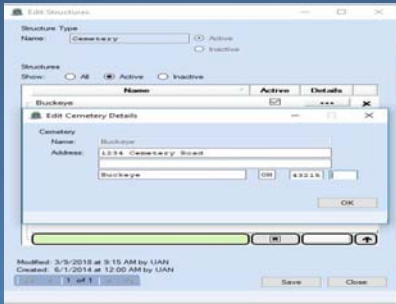 Edit Structures
Structure Type
Name: Cemetery Active
Inactive
Structures
Show: All Active Inactive
Name Active Details
Buckeye ... x
Edit Cemetery Details
Cemetery
Name: Buckeye
Address: 1234 Cemetery Road
Buckeye OH 43215
OK
Modified: 3/9/2018 at 9:15 AM by UAN
Created: 6/1/2014 at 12:00 AM by UAN
1 of 1
Save Close